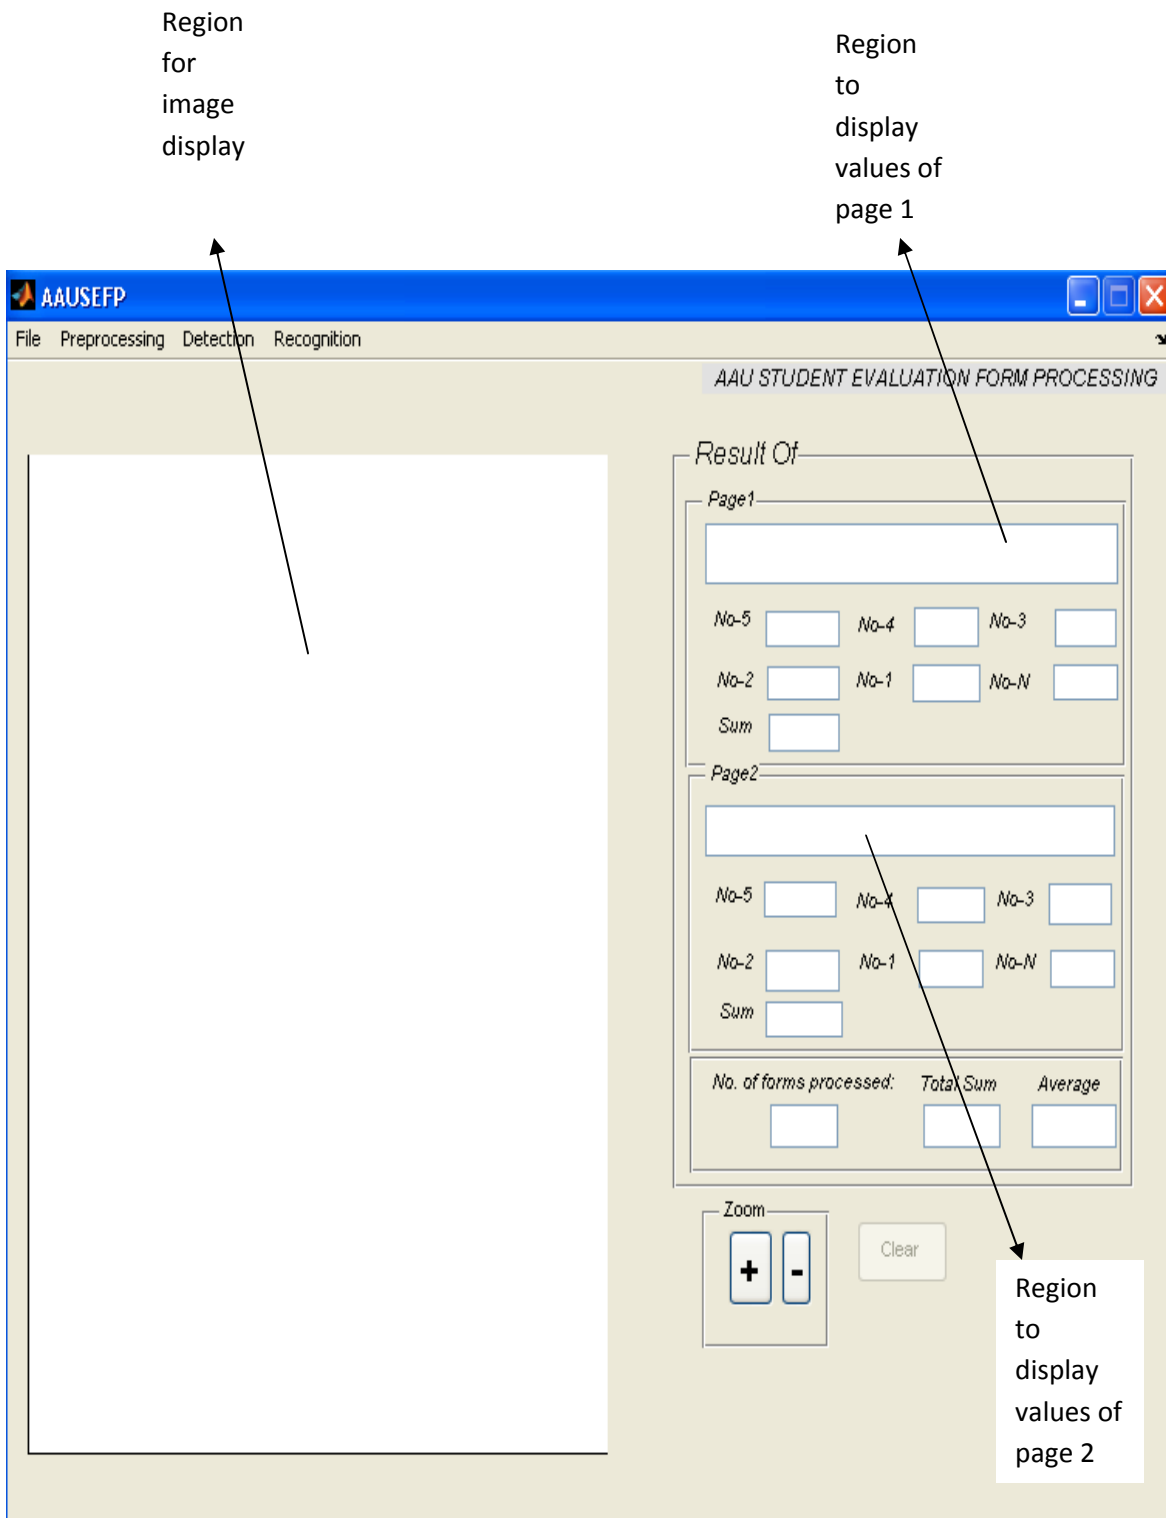 Region
for
image
display
Region
to
display
values of
page 1
AAUSEFP
File Preprocessing Detection Recognition
AAU STUDENT EVALUATION FORM PROCESSING
Result Of
Page1
No-5 No-4 No-3
No-2 No-1 No-N
Sum
Page2
No-5 No-4 No-3
No-2 No-1 No-N
Sum
No. of forms processed: Total Sum Average
Zoom
+ -
Clear
Region
to
display
values of
page 2